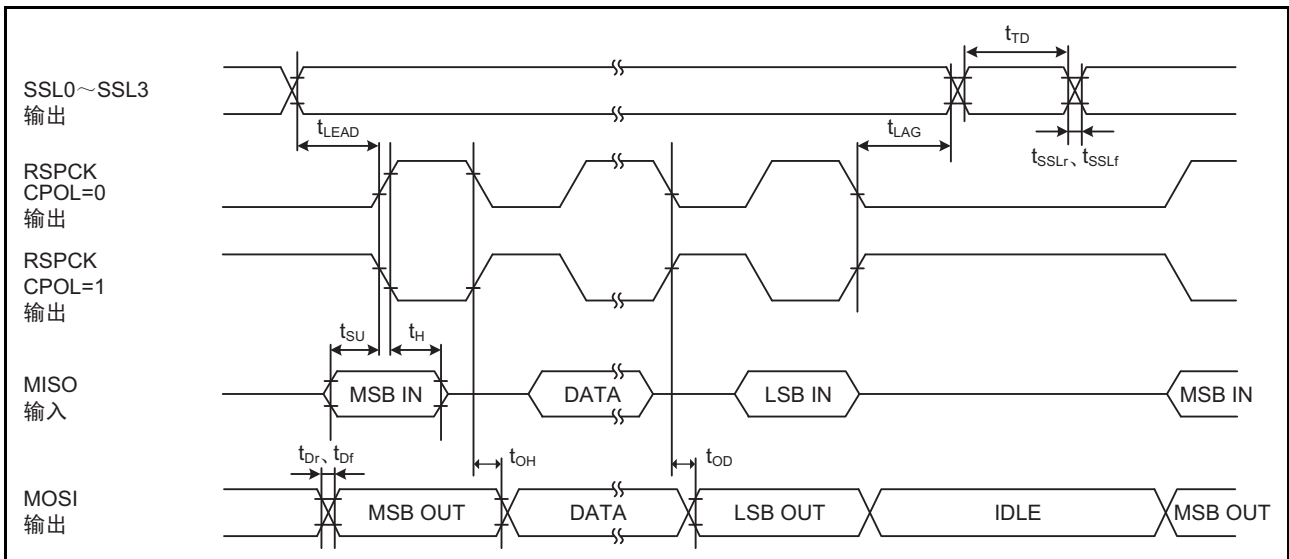 tTD
SSL0～SSL3
输出
tLEAD
tLAG
tSSLr、tSSLf
RSPCK
CPOL=0
输出
RSPCK
CPOL=1
输出
tSU
tH
MISO
输入
MSB IN
DATA
LSB IN
MSB IN
tDr、tDf
tOH
tOD
MOSI
输出
MSB OUT
DATA
LSB OUT
IDLE
MSB OUT